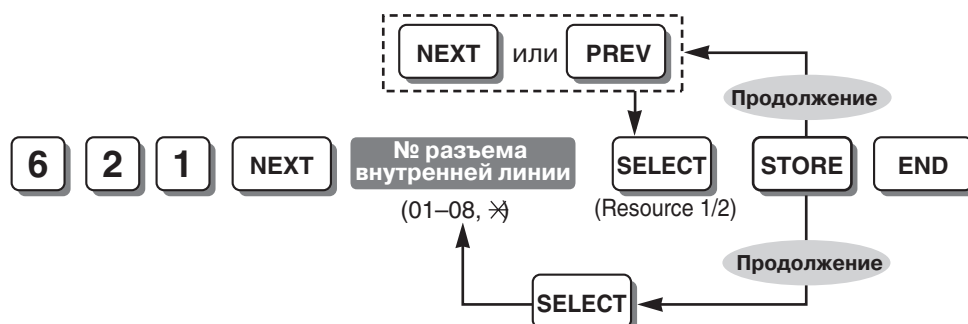 NEXT или PREV
Продолжение
6 2 1 NEXT № разъема внутренней линии SELECT STORE END
(01–08, ✳) (Resource 1/2)
Продолжение
SELECT